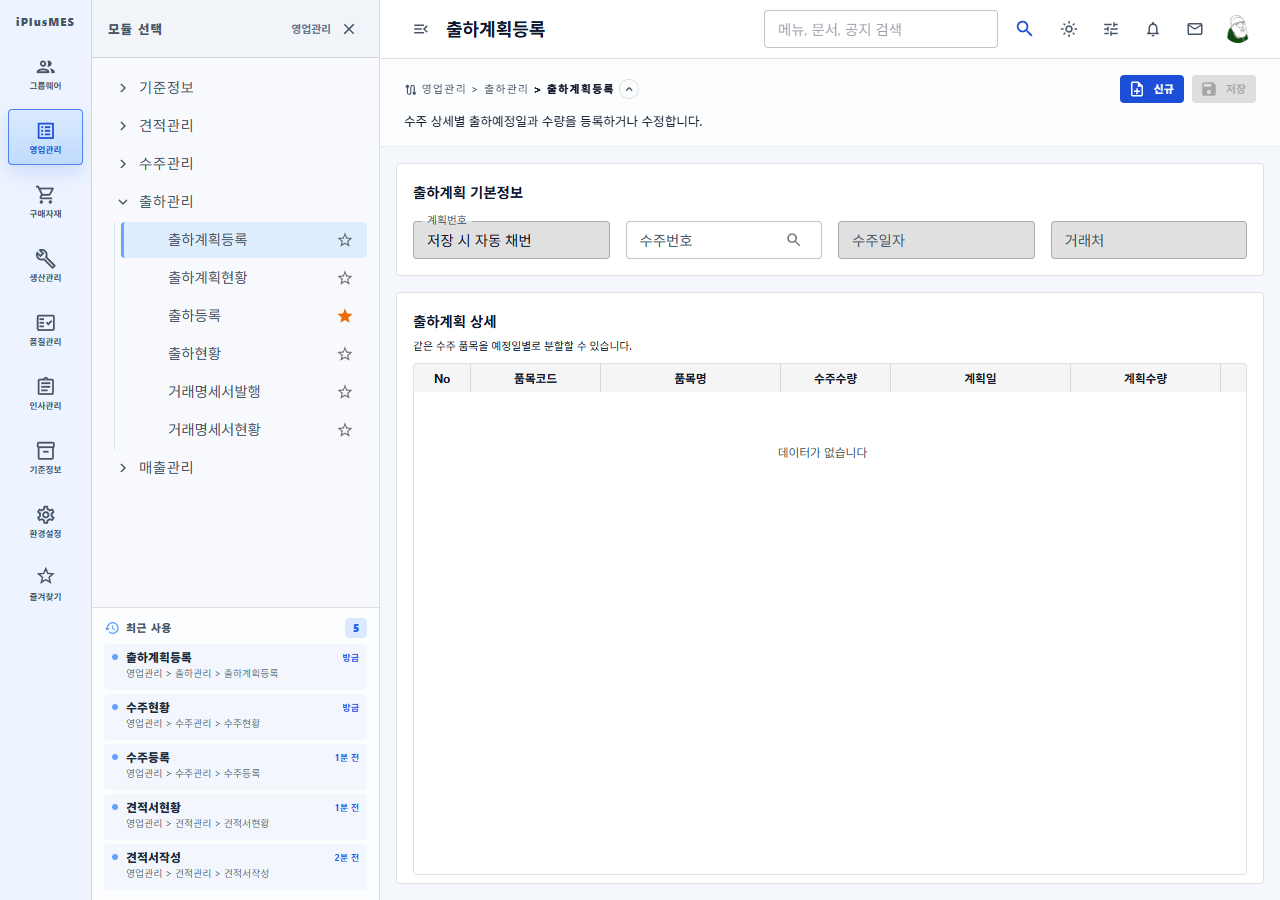 iPlusMES
그룹웨어
영업관리
구매자재
생산관리
품질관리
인사관리
기준정보
환경설정
즐겨찾기
모듈 선택
영업관리
기준정보
견적관리
수주관리
출하관리
출하계획등록
출하계획현황
출하등록
출하현황
거래명세서발행
거래명세서현황
매출관리
최근 사용
5
출하계획등록
방금
영업관리 > 출하관리 > 출하계획등록
수주현황
방금
영업관리 > 수주관리 > 수주현황
수주등록
1분 전
영업관리 > 수주관리 > 수주등록
견적서현황
1분 전
영업관리 > 견적관리 > 견적서현황
견적서작성
2분 전
영업관리 > 견적관리 > 견적서작성
출하계획등록
메뉴, 문서, 공지 검색
영업관리 > 출하관리 > 출하계획등록
신규
저장
수주 상세별 출하예정일과 수량을 등록하거나 수정합니다.
출하계획 기본정보
계획번호
저장 시 자동 채번
수주번호
수주일자
거래처
출하계획 상세
같은 수주 품목을 예정일별로 분할할 수 있습니다.
No 품목코드 품목명 수주수량 계획일 계획수량
데이터가 없습니다